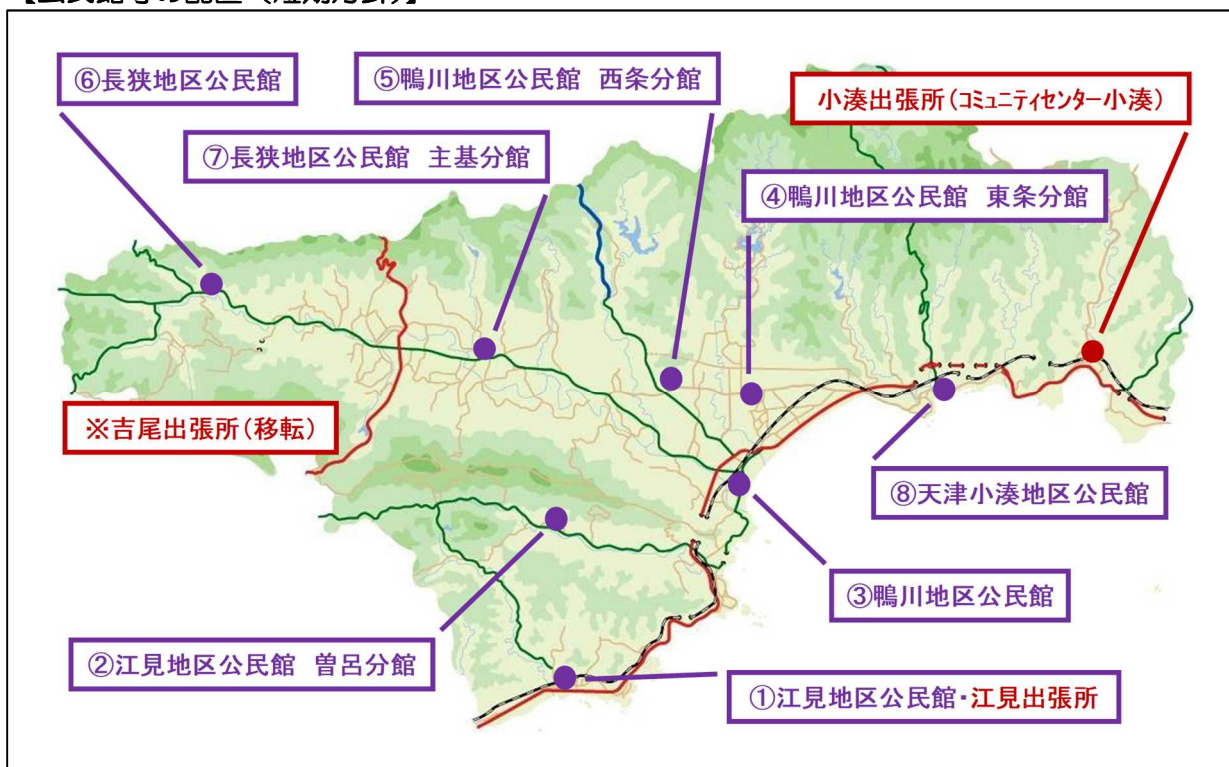 ⑥長狭地区公民館
⑤鴨川地区公民館　西条分館
小湊出張所(コミュニティセンター小湊)
⑦長狭地区公民館　主基分館
④鴨川地区公民館　東条分館
※吉尾出張所(移転)
⑧天津小湊地区公民館
③鴨川地区公民館
②江見地区公民館　曽呂分館
①江見地区公民館・江見出張所